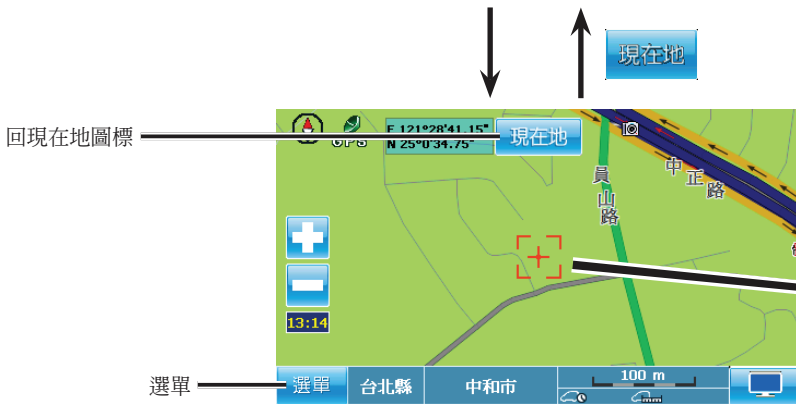 現在地
回現在地圖標
GPS
E 121°28'41.15"
N 25°0'34.75"
現在地
中正路
員山路
13:14
選單
選單
台北縣
中和市
100 m